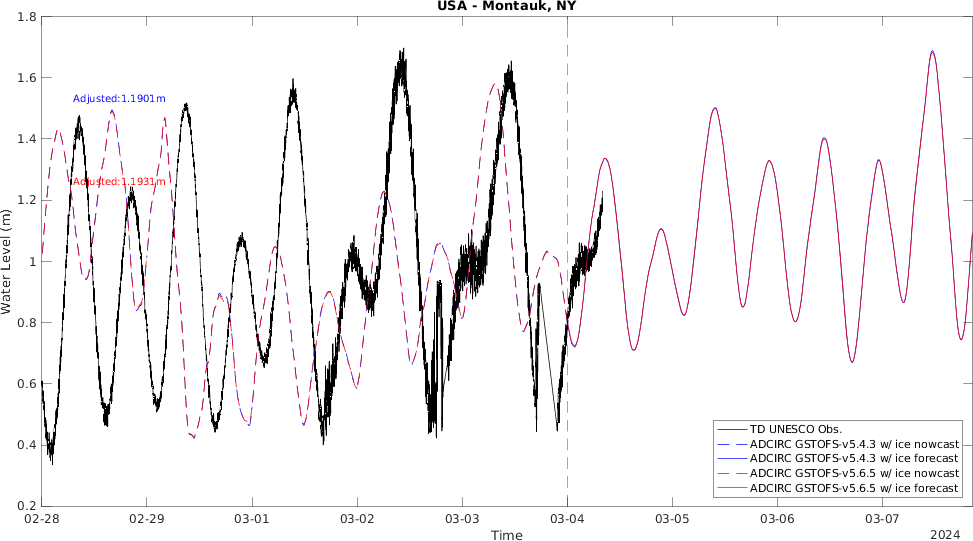 USA - Montauk, NY
1.8
1.6
1.4
1.2
1
0.8
0.6
0.4
0.2
Water Level (m)
Adjusted:1.1901m
Adjusted:1.1931m
TD UNESCO Obs.
ADCIRC GSTOFS-v5.4.3 w/ ice nowcast
ADCIRC GSTOFS-v5.4.3 w/ ice forecast
ADCIRC GSTOFS-v5.6.5 w/ ice nowcast
ADCIRC GSTOFS-v5.6.5 w/ ice forecast
02-28 02-29 03-01 03-02 03-03 03-04 03-05 03-06 03-07
Time
2024